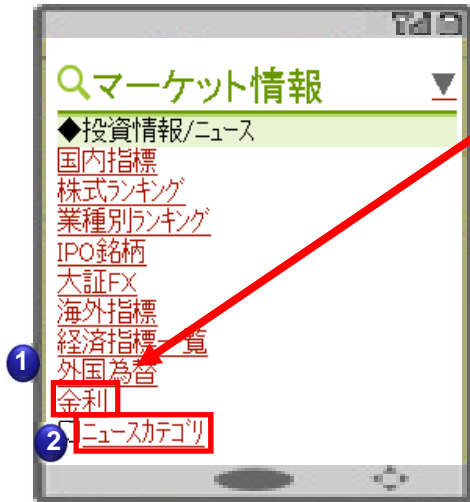 マーケット情報 ▼
◆投資情報/ニュース
国内指標
株式ランキング
業種別ランキング
IPO銘柄
大証FX
海外指標
経済指標一覧
外国為替
1
金利
2
ニュースカテゴリ